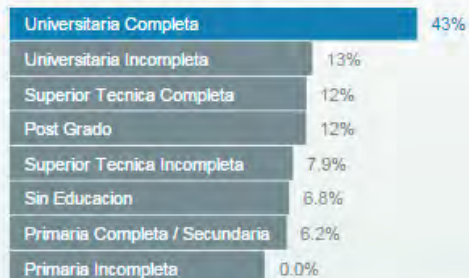 Universitaria Completa 43%
Universitaria Incompleta 13%
Superior Tecnica Completa 12%
Post Grado 12%
Superior Tecnica Incompleta 7.9%
Sin Educacion 6.8%
Primaria Completa / Secundaria 6.2%
Primaria Incompleta 0.0%